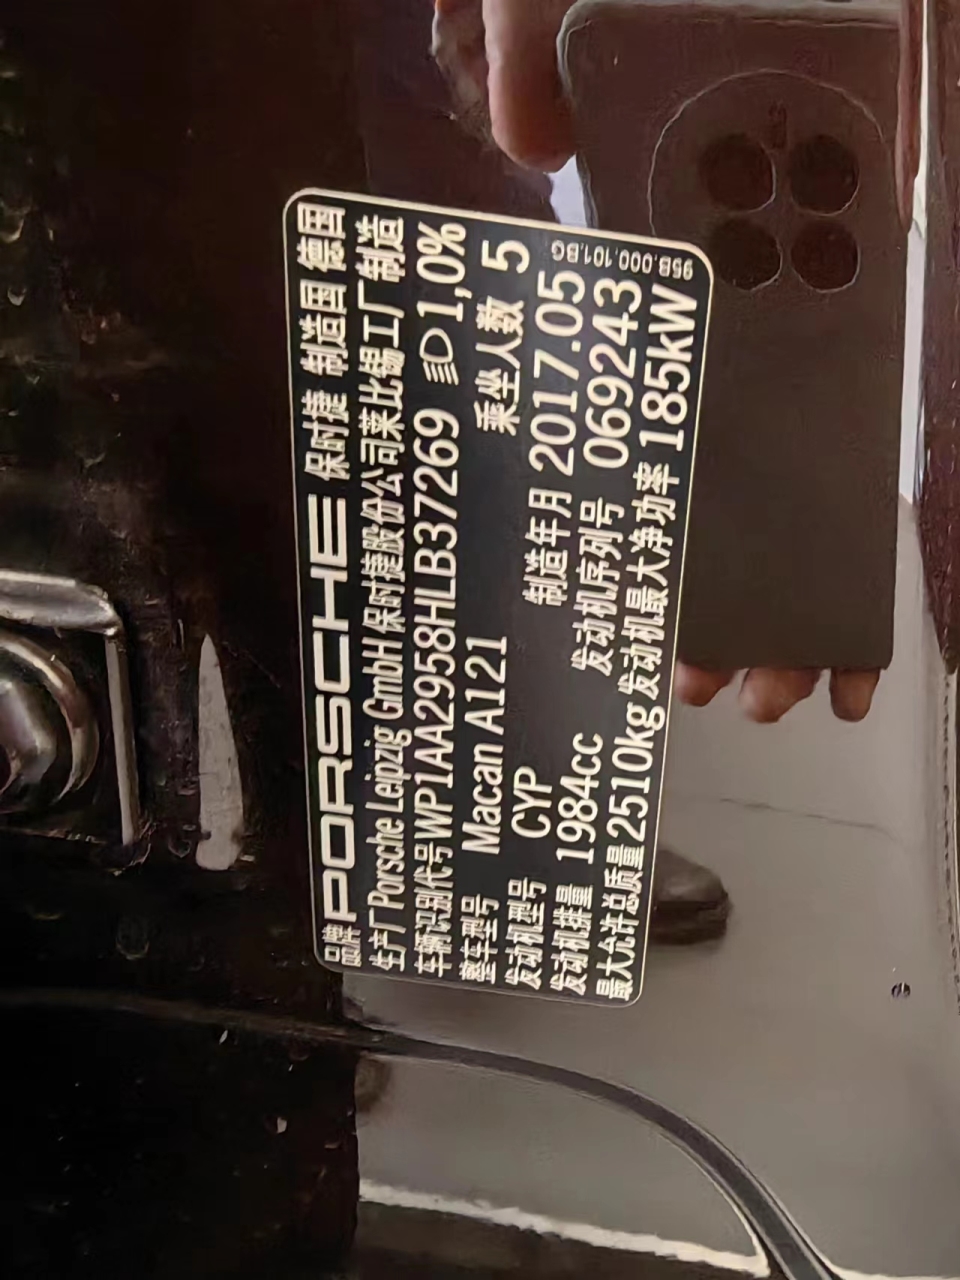 品牌 PORSCHE 保时捷 制造国 德国
生产厂 Porsche Leipzig GmbH 保时捷股份公司莱比锡工厂 制造
车辆识别代号 WP1AA2958HLB37269 1,0%
整车型号 Macan A121 乘坐人数 5
发动机型号 CYP 制造年月 2017.05
发动机排量 1984cc 发动机序列号 069243
最大允许总质量 2510kg 发动机最大净功率 185kW
95B.000.101.BG